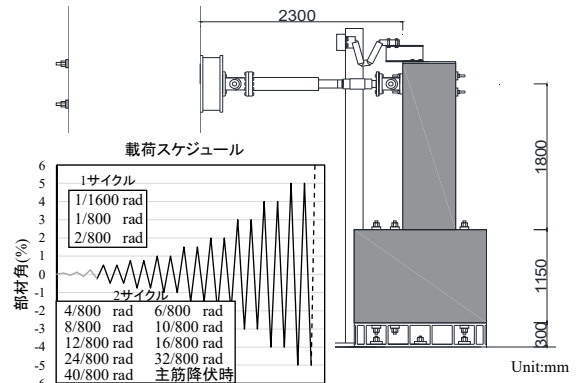 2300
載荷スケジュール
部材角(%)
6
5
4
3
2
1
0
-1
-2
-3
-4
-5
-6
1サイクル
1/1600 rad
1/800 rad
2/800 rad
2サイクル
4/800 rad 6/800 rad
8/800 rad 10/800 rad
12/800 rad 16/800 rad
24/800 rad 32/800 rad
40/800 rad 主筋降伏時
1800
1150
300
Unit:mm